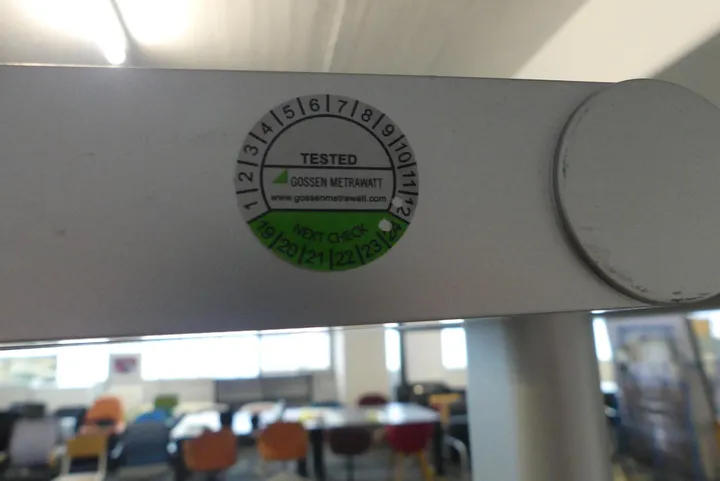 1|2|3|4|5|6|7|8|9|10|11|12
TESTED
GOSSEN METRAWATT
www.gossenmetrawatt.com
NEXT CHECK
19|20|21|22|23|24